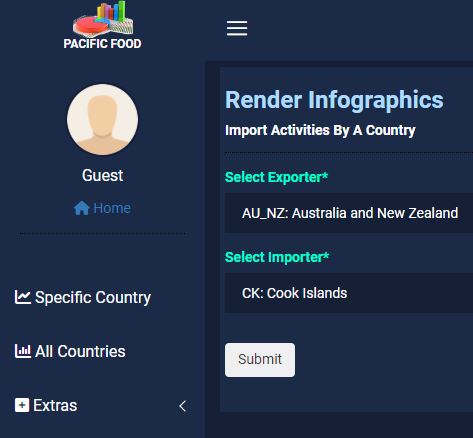 PACIFIC FOOD
Guest
Home
Specific Country
All Countries
Extras
Render Infographics
Import Activities By A Country
Select Exporter*
AU_NZ: Australia and New Zealand
Select Importer*
CK: Cook Islands
Submit